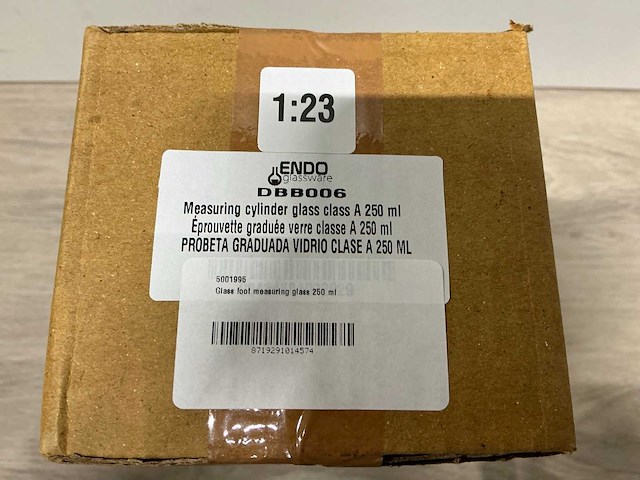 1:23
ENDO
glassware
DBB006
Measuring cylinder glass class A 250 ml
Éprouvette graduée verre classe A 250 ml
PROBETA GRADUADA VIDRIO CLASE A 250 ML
5001995
Glass foot measuring glass 250 ml
8719291014574